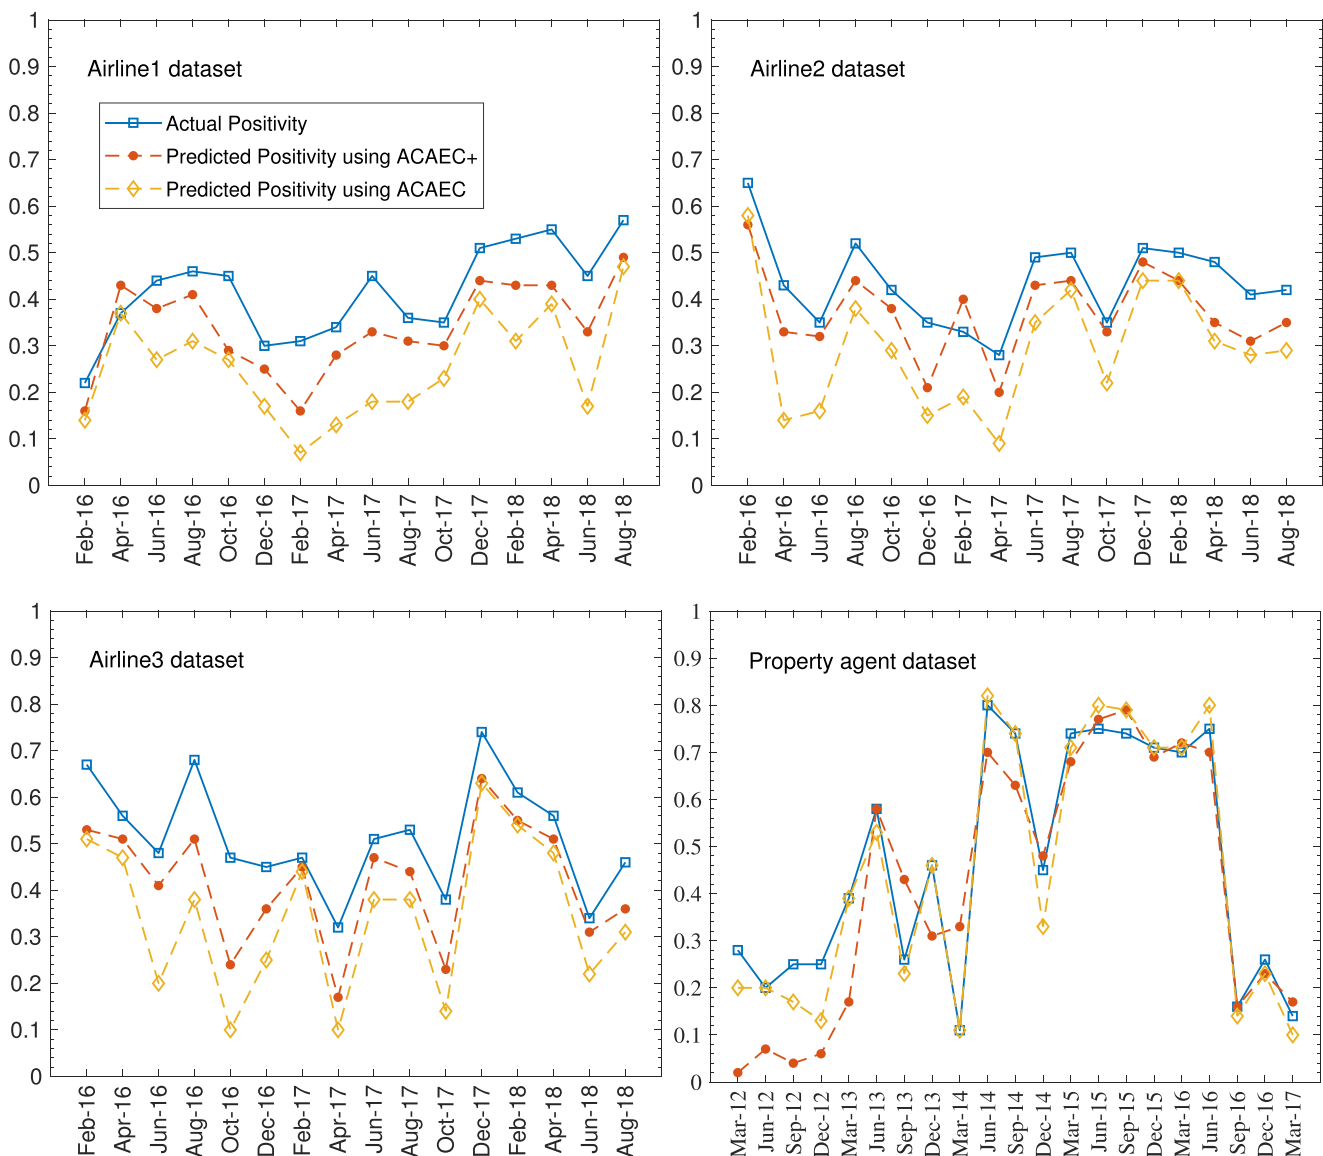 1
0.9
0.8
0.7
0.6
0.5
0.4
0.3
0.2
0.1
0
Airline1 dataset
Actual Positivity
Predicted Positivity using ACAEC+
Predicted Positivity using ACAEC
Feb-16
Apr-16
Jun-16
Aug-16
Oct-16
Dec-16
Feb-17
Apr-17
Jun-17
Aug-17
Oct-17
Dec-17
Feb-18
Apr-18
Jun-18
Aug-18
1
0.9
0.8
0.7
0.6
0.5
0.4
0.3
0.2
0.1
0
Airline2 dataset
Feb-16
Apr-16
Jun-16
Aug-16
Oct-16
Dec-16
Feb-17
Apr-17
Jun-17
Aug-17
Oct-17
Dec-17
Feb-18
Apr-18
Jun-18
Aug-18
1
0.9
0.8
0.7
0.6
0.5
0.4
0.3
0.2
0.1
0
Airline3 dataset
Feb-16
Apr-16
Jun-16
Aug-16
Oct-16
Dec-16
Feb-17
Apr-17
Jun-17
Aug-17
Oct-17
Dec-17
Feb-18
Apr-18
Jun-18
Aug-18
1
0.9
0.8
0.7
0.6
0.5
0.4
0.3
0.2
0.1
0
Property agent dataset
Mar-12
Jun-12
Sep-12
Dec-12
Mar-13
Jun-13
Sep-13
Dec-13
Mar-14
Jun-14
Sep-14
Dec-14
Mar-15
Jun-15
Sep-15
Dec-15
Mar-16
Jun-16
Sep-16
Dec-16
Mar-17